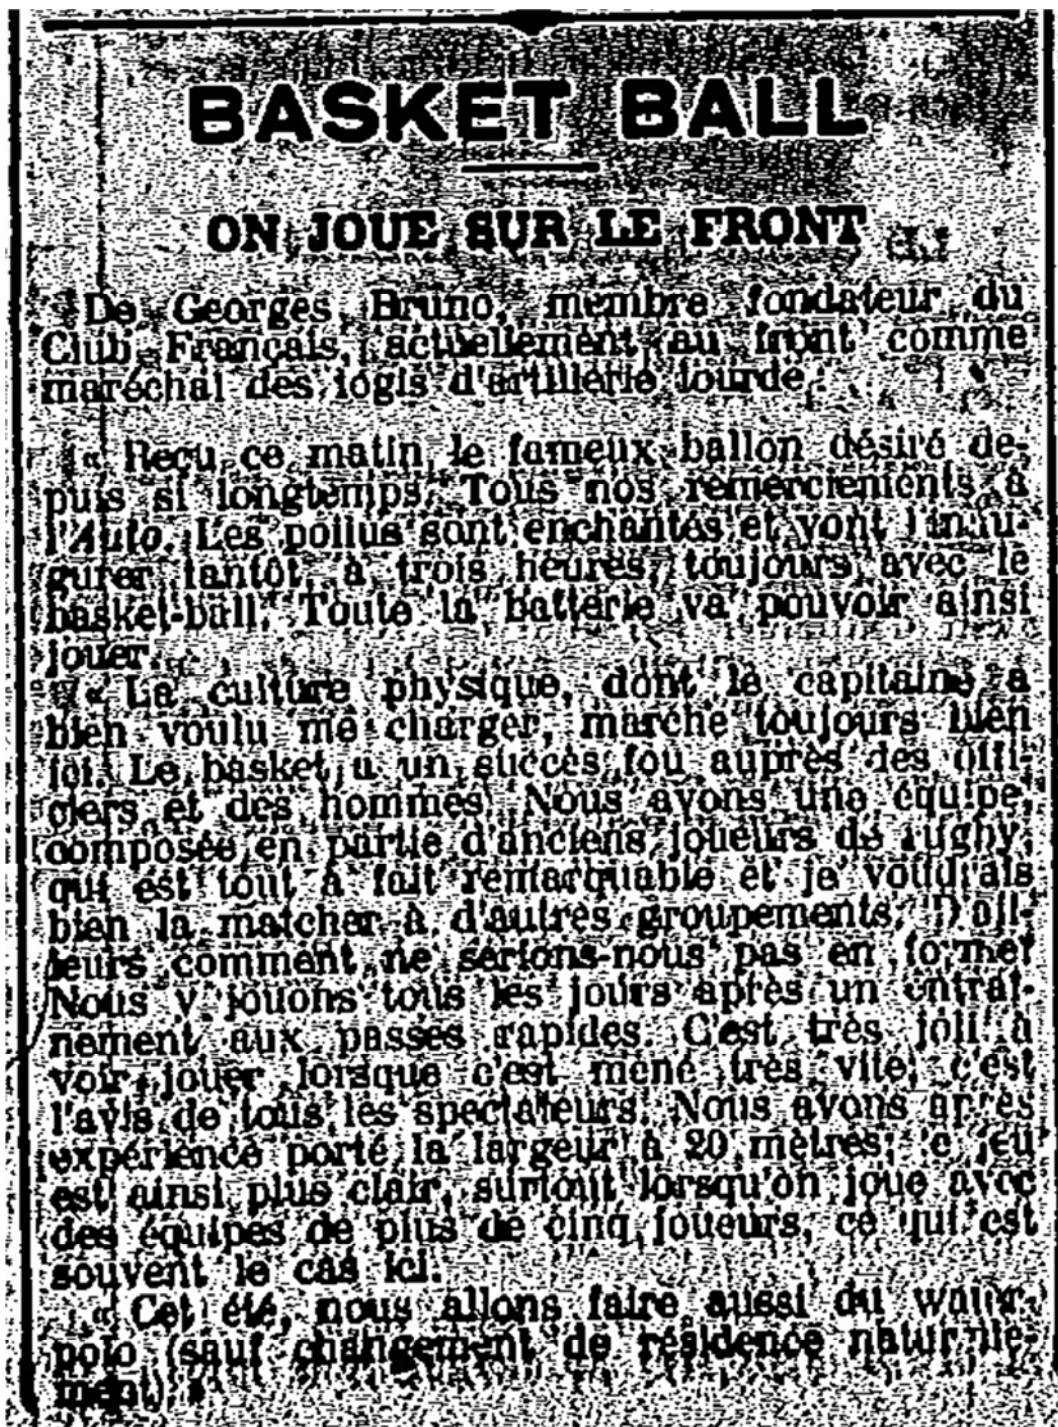 BASKET BALL
ON JOUE SUR LE FRONT
De Georges Bruno, membre fondateur du
Club Français, actuellement au front comme
maréchal des logis d'artillerie lourde
« Reçu ce matin le fameux ballon désiré de-
puis si longtemps. Tous nos remerciements à
l'Auto. Les poilus sont enchantés et vont l'inau-
gurer tantôt, à trois heures, toujours avec le
basket-ball. Toute la batterie va pouvoir ainsi
jouer.
« La culture physique, dont le capitaine a
bien voulu me charger, marche toujours bien
ici. Le basket a un succès fou auprès des offi-
ciers et des hommes. Nous avons une équipe,
composée en partie d'anciens joueurs de rugby,
qui est tout à fait remarquable et je voudrais
bien la matcher à d'autres groupements. D'ail-
leurs comment ne serions-nous pas en forme?
Nous y jouons tous les jours après un entraî-
nement aux passes rapides. C'est très joli à
voir jouer lorsque c'est mené très vite, c'est
l'avis de tous les spectateurs. Nous avons après
expérience porté la largeur à 20 mètres; le jeu
est ainsi plus clair, surtout lorsqu'on joue avec
des équipes de plus de cinq joueurs, ce qui est
souvent le cas ici.
« Cet été, nous allons faire aussi du water-
polo (sauf changement de résidence naturelle-
ment) »